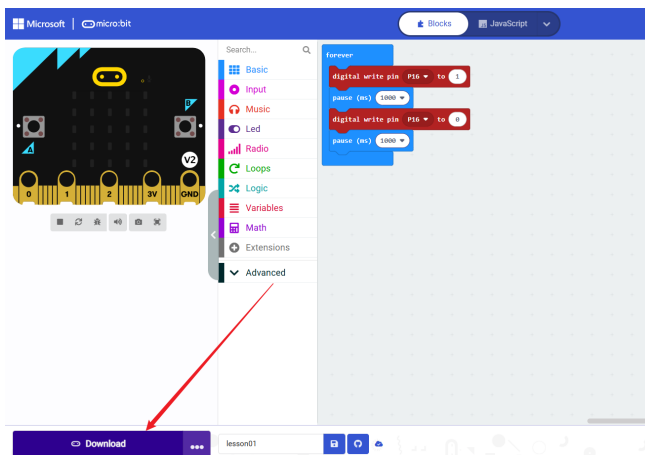 Microsoft | micro:bit
Blocks
JavaScript
Search...
Basic
Input
Music
Led
Radio
Loops
Logic
Variables
Math
Extensions
Advanced
forever
digital write pin P16 to 1
pause (ms) 1000
digital write pin P16 to 0
pause (ms) 1000
B
A
V2
0 1 2 3V GND
Download
lesson01